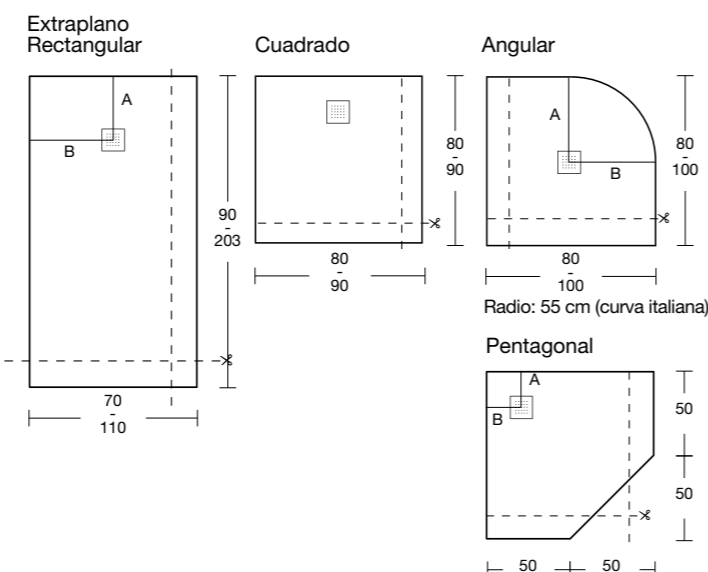 Extraplano
Rectangular
A
B
90
-
203
70
-
110
Cuadrado
80
-
90
80
-
90
Angular
A
B
80
-
100
80
-
100
Radio: 55 cm (curva italiana)
Pentagonal
A
B
50
50
50
50